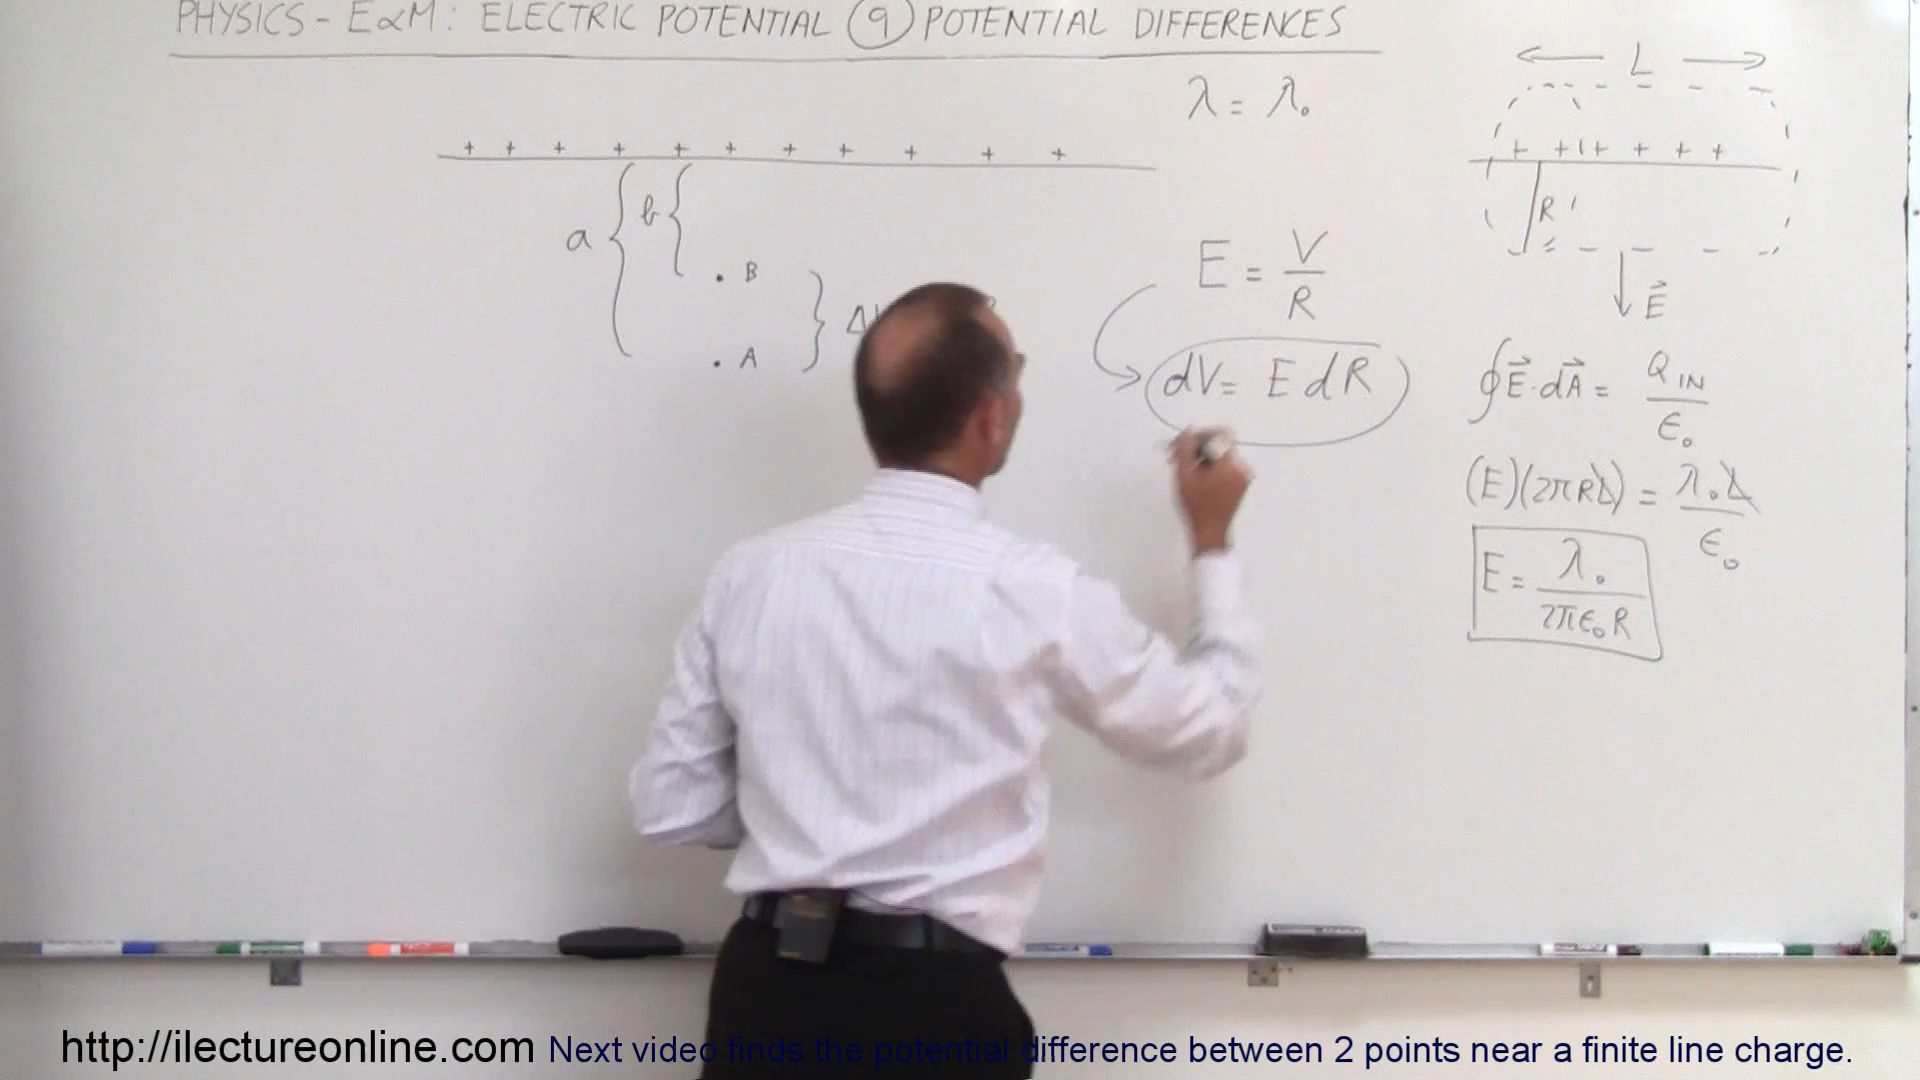 PHYSICS - E&M: ELECTRIC POTENTIAL (9) POTENTIAL DIFFERENCES
λ = λ₀
L
+ + + + + + + + + + +
+ + + + + +
a
b
R
B
A
E = V/R
E⃗
dV = E dR
∮E⃗·dA⃗ = Q IN / ε₀
(E)(2πRL) = λ₀L / ε₀
E = λ₀ / 2πε₀R
http://ilectureonline.com Next video finds the potential difference between 2 points near a finite line charge.